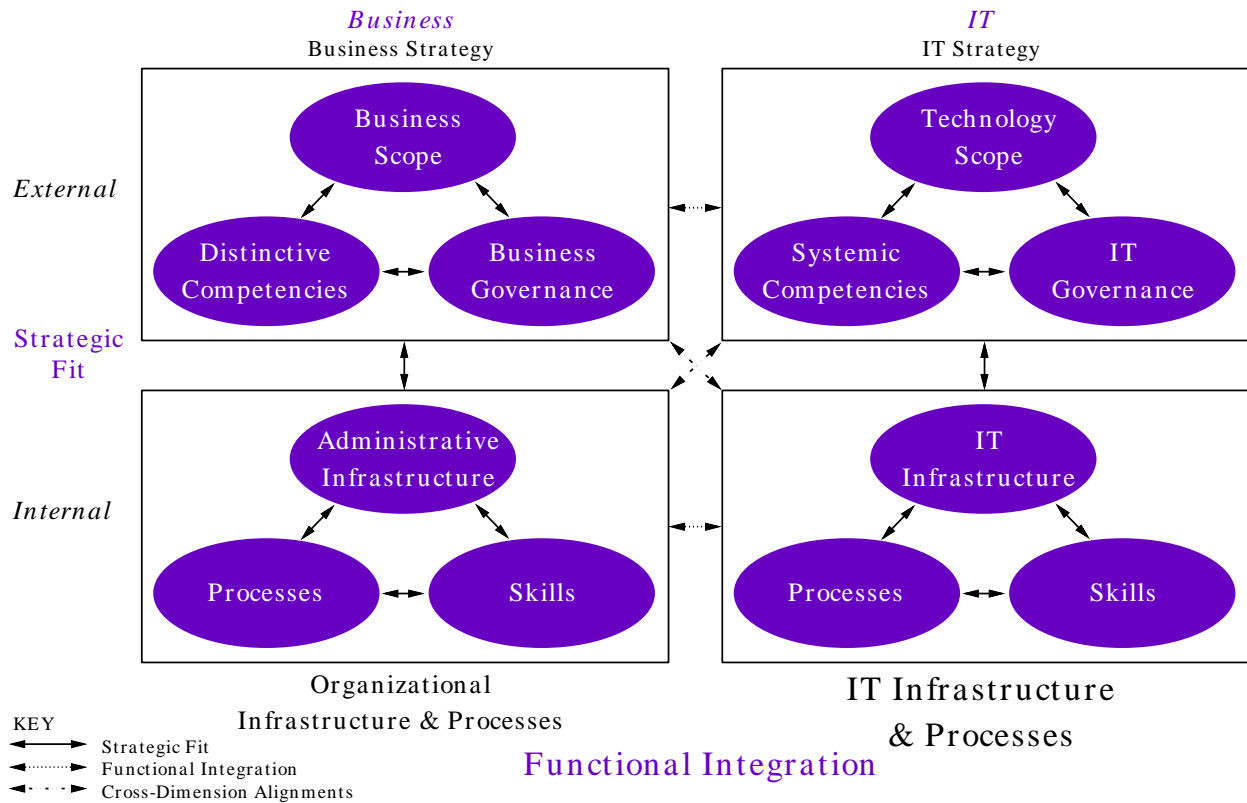 Business
Business Strategy
IT
IT Strategy
External
Business
Scope
Distinctive
Competencies
Business
Governance
Technology
Scope
Systemic
Competencies
IT
Governance
Strategic
Fit
Internal
Administrative
Infrastructure
Processes
Skills
IT
Infrastructure
Processes
Skills
Organizational
Infrastructure & Processes
IT Infrastructure
& Processes
KEY
Strategic Fit
Functional Integration
Cross-Dimension Alignments
Functional Integration